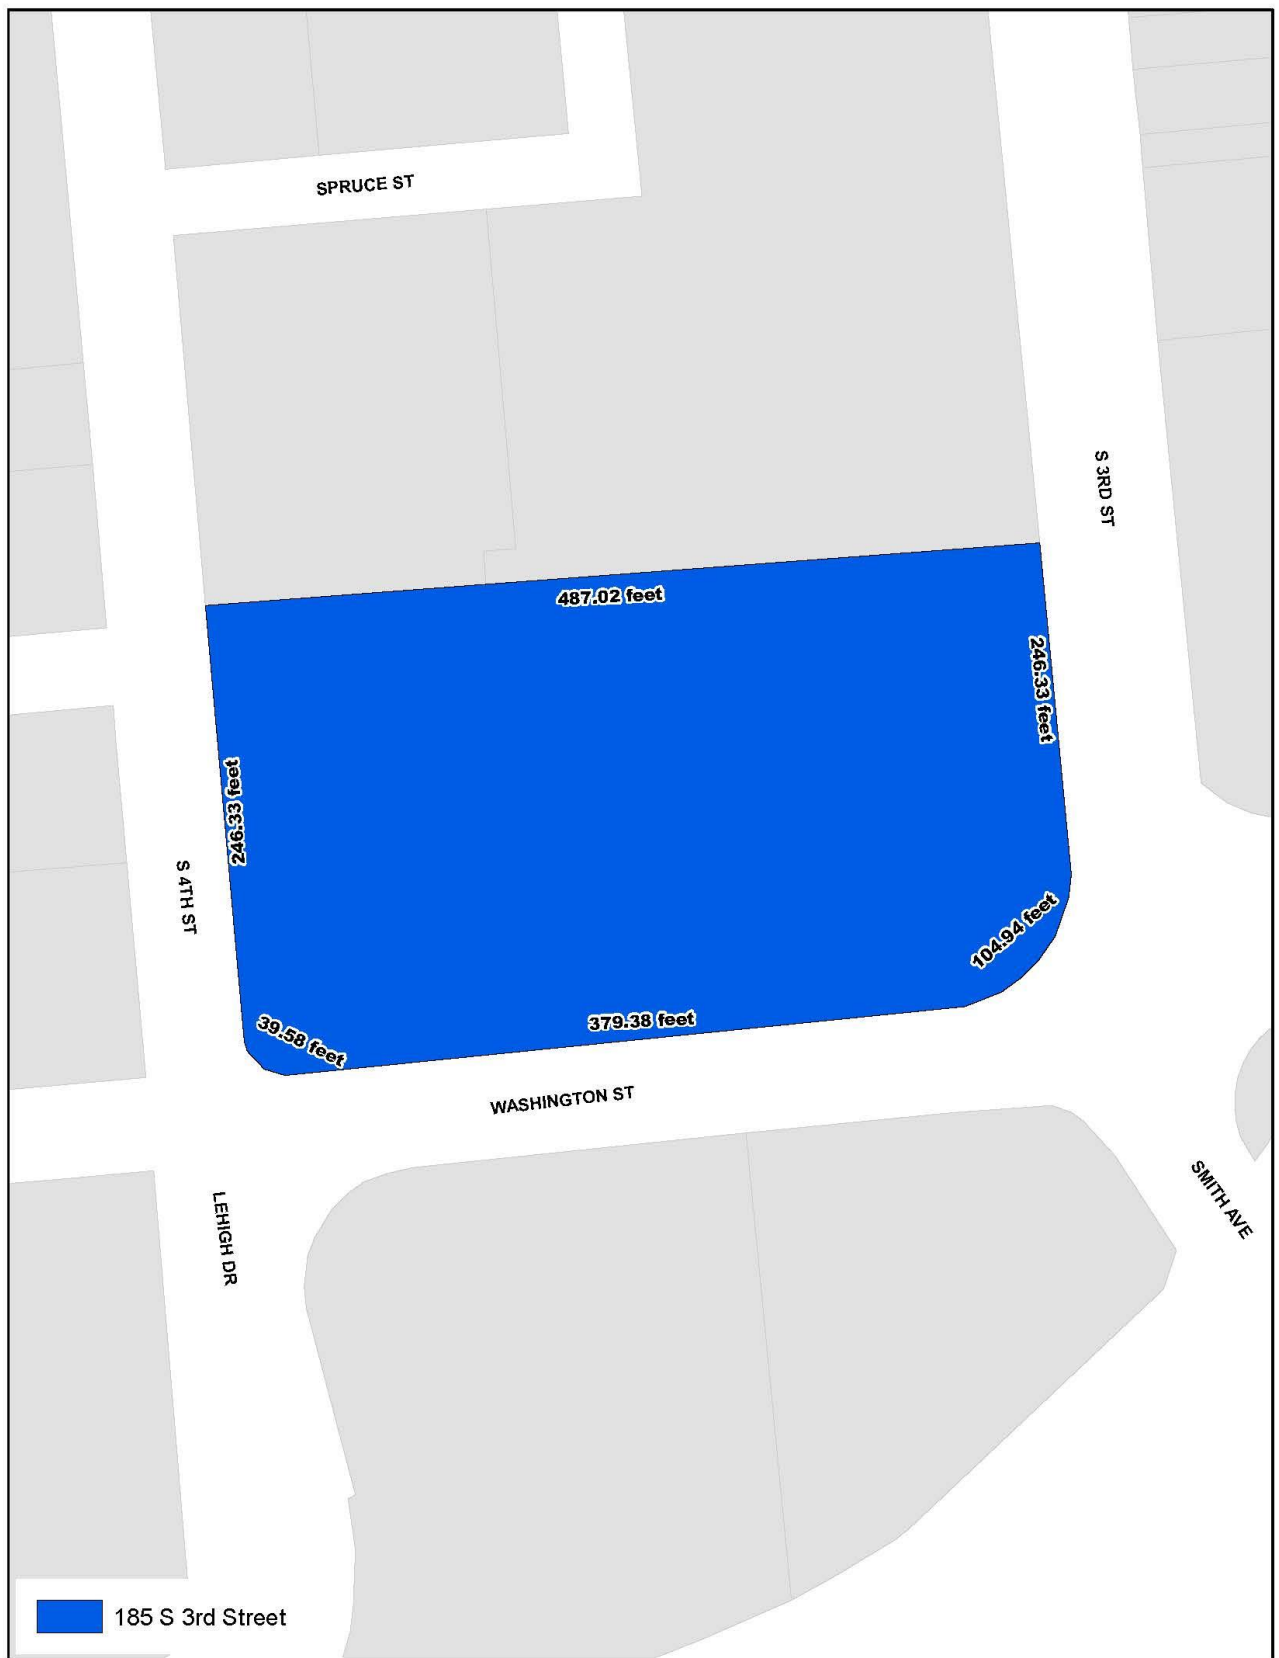 SPRUCE ST
S 3RD ST
487.02 feet
246.33 feet
246.33 feet
S 4TH ST
104.94 feet
39.58 feet
379.38 feet
WASHINGTON ST
SMITH AVE
LEHIGH DR
185 S 3rd Street